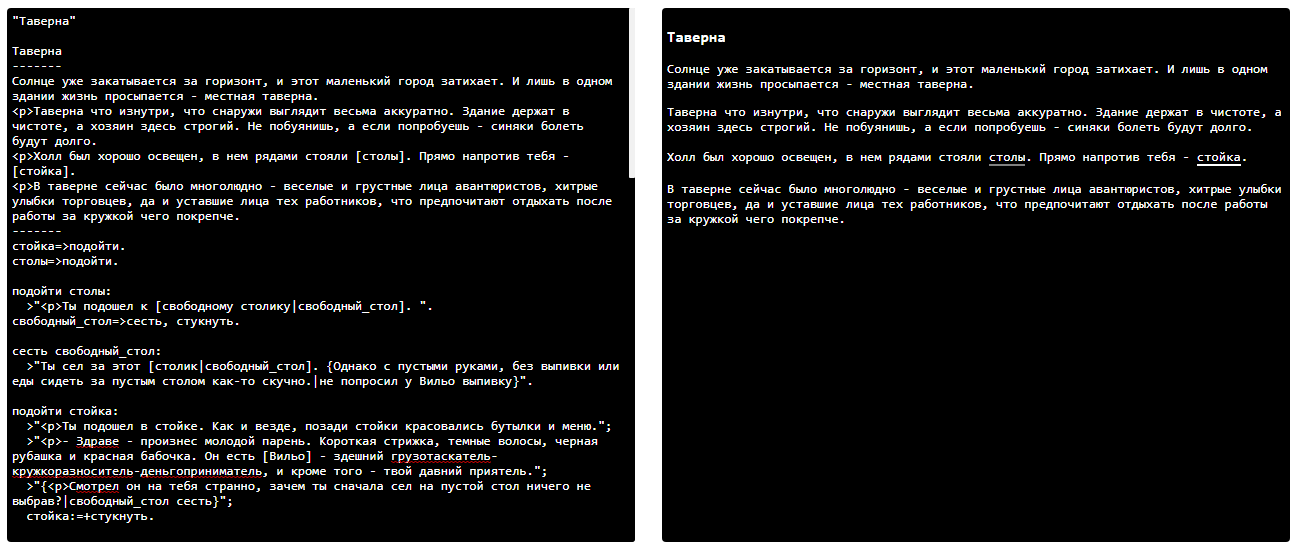 "Таверна"
Таверна
-------
Солнце уже закатывается за горизонт, и этот маленький город затихает. И лишь в одном
здании жизнь просыпается - местная таверна.
<p>Таверна что изнутри, что снаружи выглядит весьма аккуратно. Здание держат в
чистоте, а хозяин здесь строгий. Не побуянишь, а если попробуешь - синяки болеть
будут долго.
<p>Холл был хорошо освещен, в нем рядами стояли [столы]. Прямо напротив тебя -
[стойка].
<p>В таверне сейчас было многолюдно - веселые и грустные лица авантюристов, хитрые
улыбки торговцев, да и уставшие лица тех работников, что предпочитают отдыхать после
работы за кружкой чего покрепче.
-------
стойка=>подойти.
столы=>подойти.
подойти столы:
>"<p>Ты подошел к [свободному столику|свободный_стол]. ".
свободный_стол=>сесть, стукнуть.
сесть свободный_стол:
>"Ты сел за этот [столик|свободный_стол]. {Однако с пустыми руками, без выпивки или
еды сидеть за пустым столом как-то скучно.|не попросил у Вильо выпивку}".
подойти стойка:
>"<p>Ты подошел в стойке. Как и везде, позади стойки красовались бутылки и меню.";
>"<p>- Здраве - произнес молодой парень. Короткая стрижка, темные волосы, черная
рубашка и красная бабочка. Он есть [Вильо] - здешний грузотаскатель-
кружкоразноситель-деньгоприниматель, и кроме того - твой давний приятель.";
>"{<p>Смотрел он на тебя странно, зачем ты сначала сел на пустой стол ничего не
выбрав?|свободный_стол сесть}";
стойка:=+стукнуть.
Таверна
Солнце уже закатывается за горизонт, и этот маленький город затихает. И лишь в одном
здании жизнь просыпается - местная таверна.
Таверна что изнутри, что снаружи выглядит весьма аккуратно. Здание держат в чистоте, а
хозяин здесь строгий. Не побуянишь, а если попробуешь - синяки болеть будут долго.
Холл был хорошо освещен, в нем рядами стояли столы. Прямо напротив тебя - стойка.
В таверне сейчас было многолюдно - веселые и грустные лица авантюристов, хитрые улыбки
торговцев, да и уставшие лица тех работников, что предпочитают отдыхать после работы
за кружкой чего покрепче.